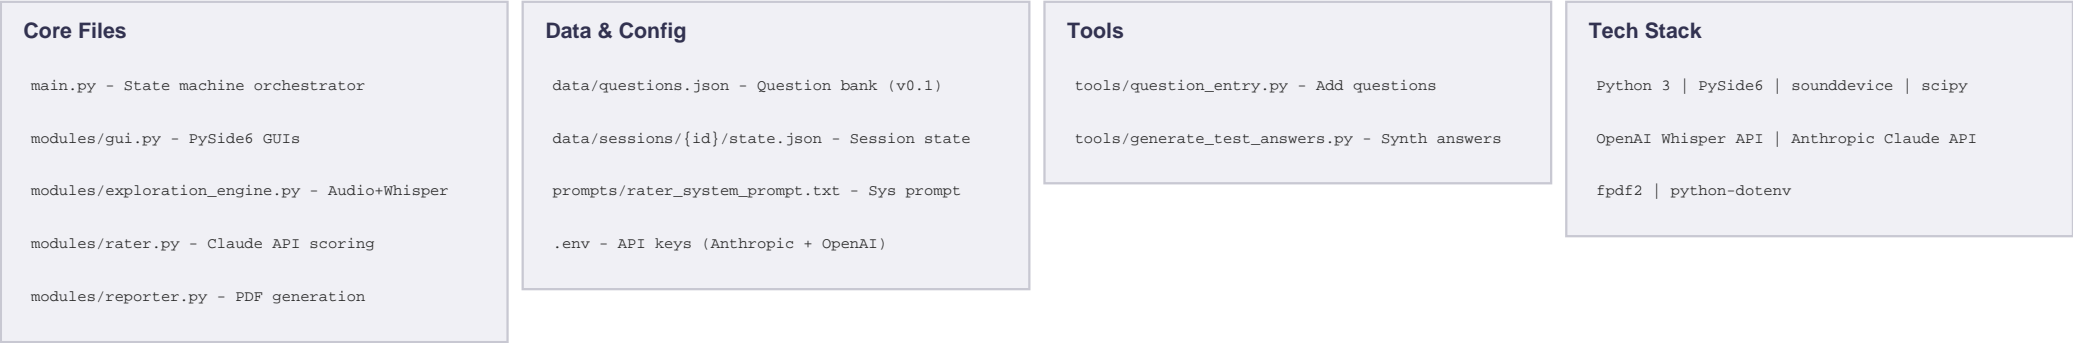 Core Files
main.py - State machine orchestrator
modules/gui.py - PySide6 GUIs
modules/exploration_engine.py - Audio+Whisper
modules/rater.py - Claude API scoring
modules/reporter.py - PDF generation
Data & Config
data/questions.json - Question bank (v0.1)
data/sessions/{id}/state.json - Session state
prompts/rater_system_prompt.txt - Sys prompt
.env - API keys (Anthropic + OpenAI)
Tools
tools/question_entry.py - Add questions
tools/generate_test_answers.py - Synth answers
Tech Stack
Python 3 | PySide6 | sounddevice | scipy
OpenAI Whisper API | Anthropic Claude API
fpdf2 | python-dotenv